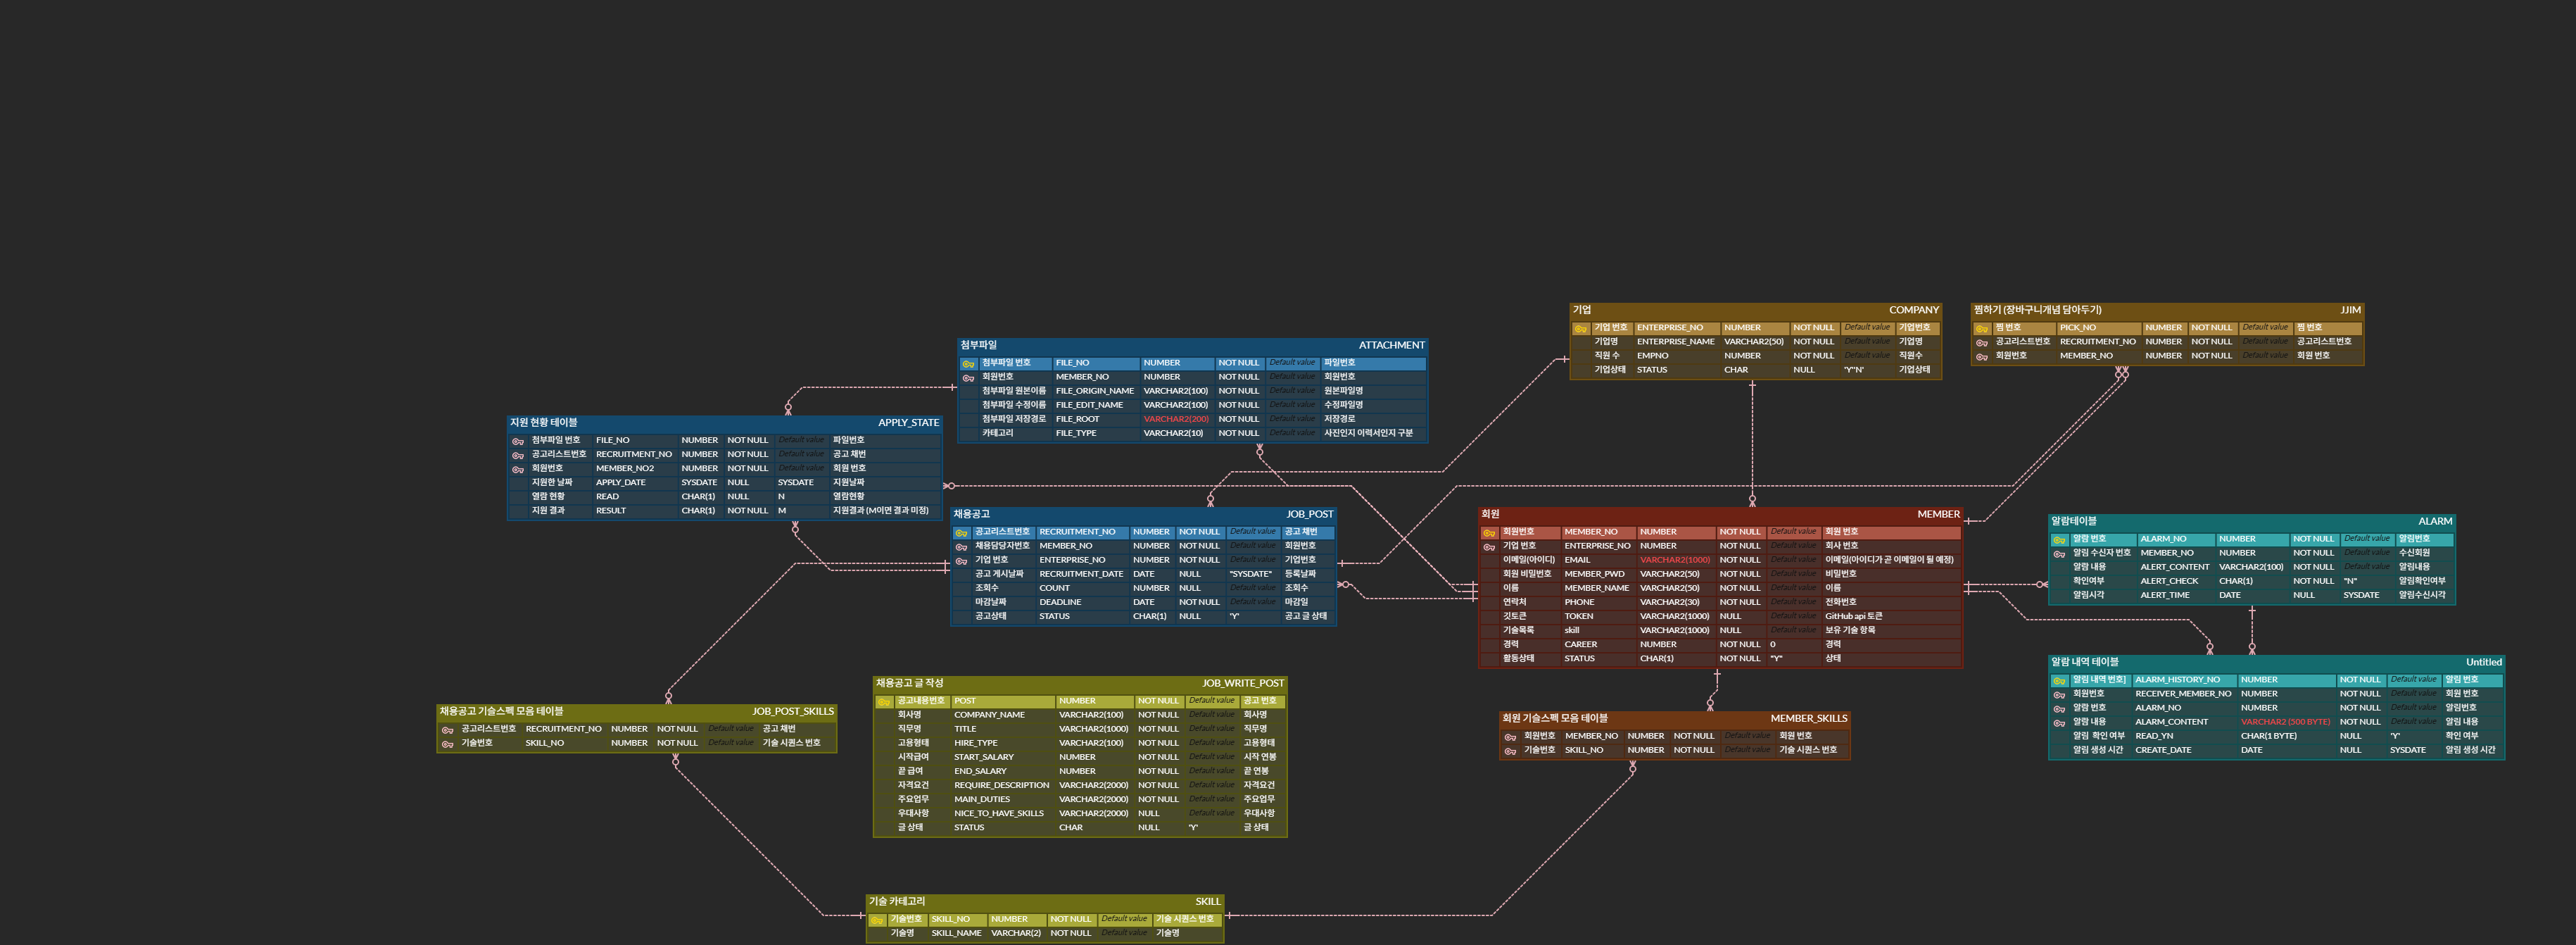 기업 COMPANY
기업 번호 ENTERPRISE_NO NUMBER NOT NULL Default value 기업번호
기업명 ENTERPRISE_NAME VARCHAR2(50) NOT NULL Default value 기업명
직원 수 EMPNO NUMBER NOT NULL Default value 직원수
기업상태 STATUS CHAR NULL 'Y''N' 기업상태
찜하기 (장바구니개념 담아두기) JJIM
찜 번호 PICK_NO NUMBER NOT NULL Default value 찜 번호
공고리스트번호 RECRUITMENT_NO NUMBER NOT NULL Default value 공고리스트번호
회원번호 MEMBER_NO NUMBER NOT NULL Default value 회원 번호
첨부파일 ATTACHMENT
첨부파일 번호 FILE_NO NUMBER NOT NULL Default value 파일번호
회원번호 MEMBER_NO NUMBER NOT NULL Default value 회원번호
첨부파일 원본이름 FILE_ORIGIN_NAME VARCHAR2(100) NOT NULL Default value 원본파일명
첨부파일 수정이름 FILE_EDIT_NAME VARCHAR2(100) NOT NULL Default value 수정파일명
첨부파일 저장경로 FILE_ROOT VARCHAR2(200) NOT NULL Default value 저장경로
카테고리 FILE_TYPE VARCHAR2(10) NOT NULL Default value 사진인지 이력서인지 구분
지원 현황 테이블 APPLY_STATE
첨부파일 번호 FILE_NO NUMBER NOT NULL Default value 파일번호
공고리스트번호 RECRUITMENT_NO NUMBER NOT NULL Default value 공고 채번
회원번호 MEMBER_NO2 NUMBER NOT NULL Default value 회원 번호
지원한 날짜 APPLY_DATE SYSDATE NULL SYSDATE 지원날짜
열람 현황 READ CHAR(1) NULL N 열람현황
지원 결과 RESULT CHAR(1) NOT NULL M 지원결과 (M이면 결과 미정)
채용공고 JOB_POST
공고리스트번호 RECRUITMENT_NO NUMBER NOT NULL Default value 공고 채번
채용담당자번호 MEMBER_NO NUMBER NOT NULL Default value 회원번호
기업 번호 ENTERPRISE_NO NUMBER NOT NULL Default value 기업번호
공고 게시날짜 RECRUITMENT_DATE DATE NULL "SYSDATE" 등록날짜
조회수 COUNT NUMBER NULL Default value 조회수
마감날짜 DEADLINE DATE NOT NULL Default value 마감일
공고상태 STATUS CHAR(1) NULL 'Y' 공고 글 상태
회원 MEMBER
회원번호 MEMBER_NO NUMBER NOT NULL Default value 회원 번호
기업 번호 ENTERPRISE_NO NUMBER NOT NULL Default value 회사 번호
이메일(아이디) EMAIL VARCHAR2(1000) NOT NULL Default value 이메일(아이디가 곧 이메일이 될 예정)
회원 비밀번호 MEMBER_PWD VARCHAR2(50) NOT NULL Default value 비밀번호
이름 MEMBER_NAME VARCHAR2(50) NOT NULL Default value 이름
연락처 PHONE VARCHAR2(30) NOT NULL Default value 전화번호
깃토큰 TOKEN VARCHAR2(1000) NULL Default value GitHub api 토큰
기술목록 skill VARCHAR2(1000) NULL Default value 보유 기술 항목
경력 CAREER NUMBER NOT NULL 0 경력
활동상태 STATUS CHAR(1) NOT NULL "Y" 상태
알람테이블 ALARM
알람 번호 ALARM_NO NUMBER NOT NULL Default value 알림번호
알림 수신자 번호 MEMBER_NO NUMBER NOT NULL Default value 수신회원
알림 내용 ALERT_CONTENT VARCHAR2(100) NOT NULL Default value 알림내용
확인여부 ALERT_CHECK CHAR(1) NOT NULL "N" 알림확인여부
알림시각 ALERT_TIME DATE NULL SYSDATE 알림수신시각
알람 내역 테이블 Untitled
알림 내역 번호] ALARM_HISTORY_NO NUMBER NOT NULL Default value 알림 번호
회원번호 RECEIVER_MEMBER_NO NUMBER NOT NULL Default value 회원 번호
알람 번호 ALARM_NO NUMBER NOT NULL Default value 알림번호
알람 내용 ALARM_CONTENT VARCHAR2 (500 BYTE) NOT NULL Default value 알림 내용
알림 확인 여부 READ_YN CHAR(1 BYTE) NULL 'Y' 확인 여부
알림 생성 시간 CREATE_DATE DATE NULL SYSDATE 알림 생성 시간
채용공고 기술스펙 모음 테이블 JOB_POST_SKILLS
공고리스트번호 RECRUITMENT_NO NUMBER NOT NULL Default value 공고 채번
기술번호 SKILL_NO NUMBER NOT NULL Default value 기술 시퀀스 번호
채용공고 글 작성 JOB_WRITE_POST
공고내용번호 POST NUMBER NOT NULL Default value 공고 번호
회사명 COMPANY_NAME VARCHAR2(100) NOT NULL Default value 회사명
직무명 TITLE VARCHAR2(1000) NOT NULL Default value 직무명
고용형태 HIRE_TYPE VARCHAR2(100) NOT NULL Default value 고용형태
시작급여 START_SALARY NUMBER NOT NULL Default value 시작 연봉
끝 급여 END_SALARY NUMBER NOT NULL Default value 끝 연봉
자격요건 REQUIRE_DESCRIPTION VARCHAR2(2000) NOT NULL Default value 자격요건
주요업무 MAIN_DUTIES VARCHAR2(2000) NOT NULL Default value 주요업무
우대사항 NICE_TO_HAVE_SKILLS VARCHAR2(2000) NULL Default value 우대사항
글 상태 STATUS CHAR NULL 'Y' 글 상태
회원 기술스펙 모음 테이블 MEMBER_SKILLS
회원번호 MEMBER_NO NUMBER NOT NULL Default value 회원 번호
기술번호 SKILL_NO NUMBER NOT NULL Default value 기술 시퀀스 번호
기술 카테고리 SKILL
기술번호 SKILL_NO NUMBER NOT NULL Default value 기술 시퀀스 번호
기술명 SKILL_NAME VARCHAR(2) NOT NULL Default value 기술명